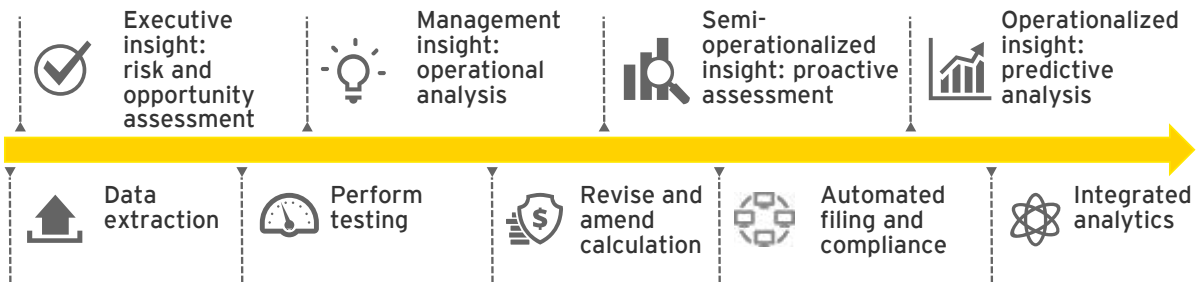 Executive
insight:
risk and
opportunity
assessment
Management
insight:
operational
analysis
Semi-
operationalized
insight: proactive
assessment
Operationalized
insight:
predictive
analysis
Data
extraction
Perform
testing
$
Revise and
amend
calculation
Automated
filing and
compliance
Integrated
analytics